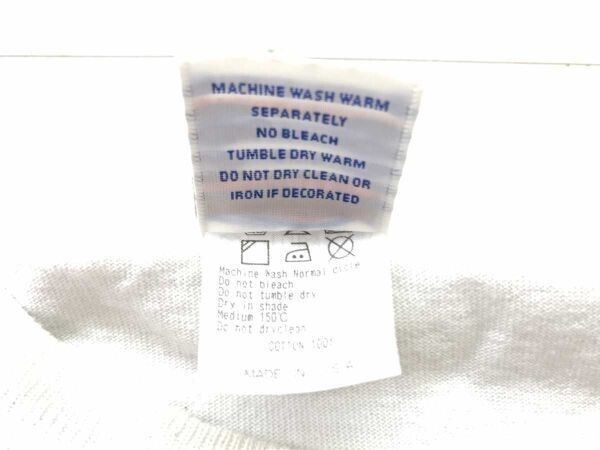 MACHINE WASH WARM
SEPARATELY
NO BLEACH
TUMBLE DRY WARM
DO NOT DRY CLEAN OR
IRON IF DECORATED
Machine Wash Normal cycle
Do not bleach
Do not tumble dry
Dry in shade
Medium 150℃
Do not dryclean
COTTON 100%
MADE IN U.S.A